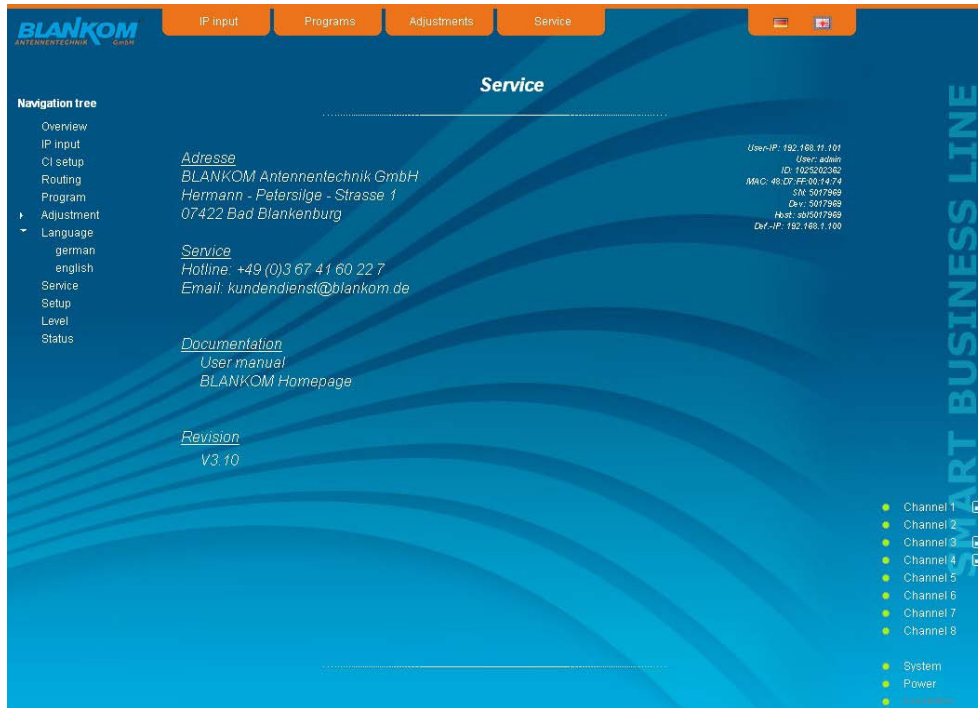 BLANKOM
ANTENNENTECHNIK GmbH
IP input
Programs
Adjustments
Service
Service
Navigation tree
Overview
IP input
CI setup
Routing
Program
Adjustment
Language
german
english
Service
Setup
Level
Status
Adresse
BLANKOM Antennentechnik GmbH
Hermann - Petersilge - Strasse 1
07422 Bad Blankenburg
Service
Hotline: +49 (0)3 67 41 60 22 7
Email: kundendienst@blankom.de
Documentation
User manual
BLANKOM Homepage
Revision
V3.10
User-IP: 192.168.11.101
User: admin
ID: 1025202362
MAC: 48:D7:FF:00:14:74
SN: 5017969
Dev: 5017969
Host: sbl5017969
Def.-IP: 192.168.1.100
SMART BUSINESS LINE
Channel 1
Channel 2
Channel 3
Channel 4
Channel 5
Channel 6
Channel 7
Channel 8
System
Power